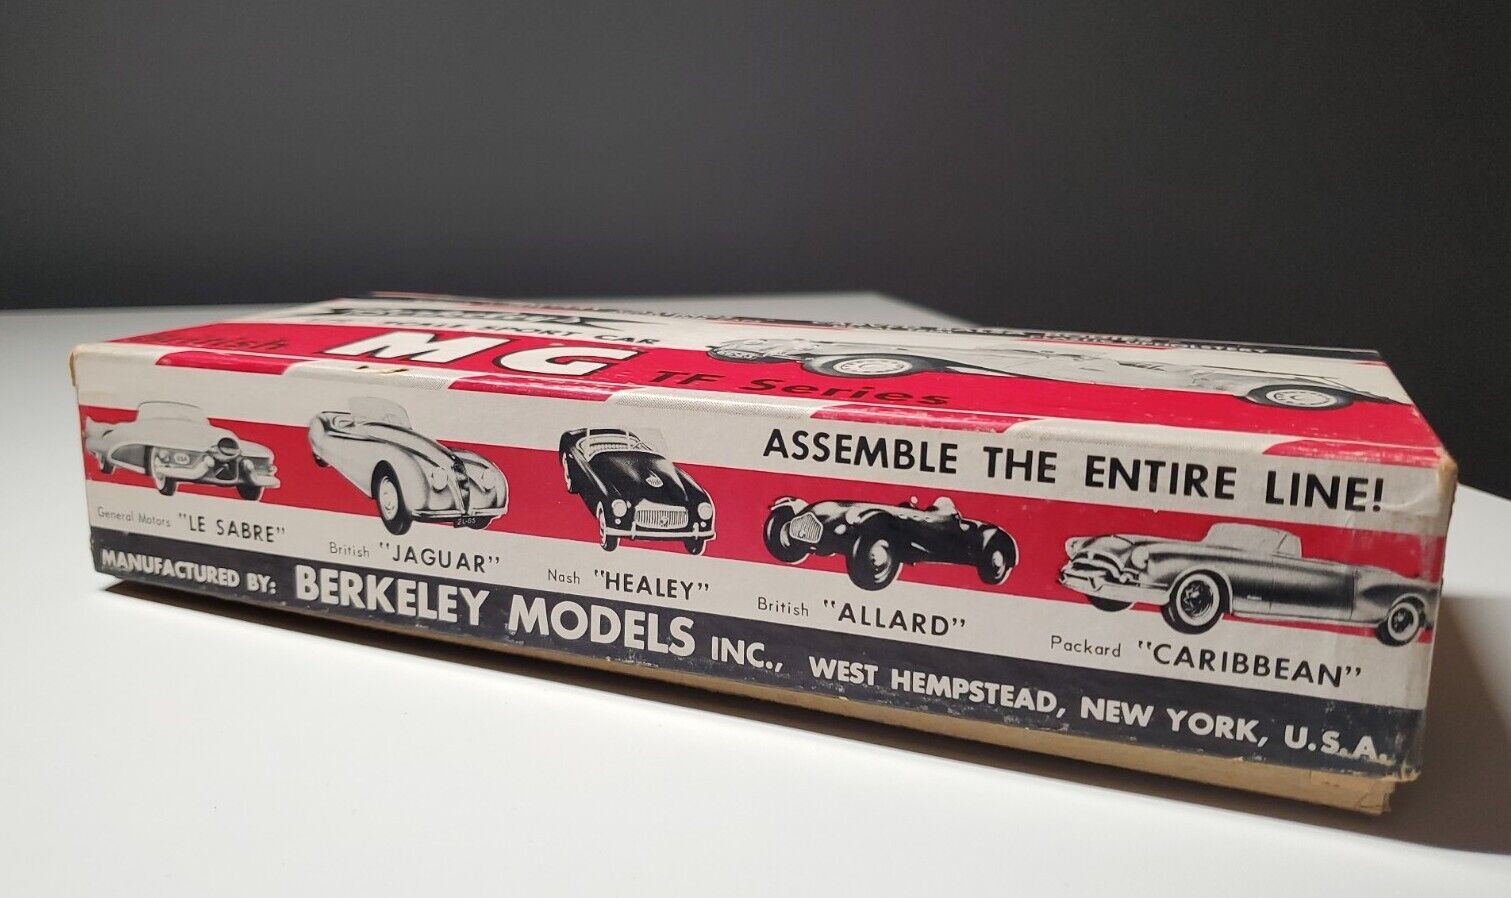 SPORT CAR
British MG TF Series
ASSEMBLE THE ENTIRE LINE!
General Motors "LE SABRE"
British "JAGUAR"
Nash "HEALEY"
British "ALLARD"
Packard "CARIBBEAN"
MANUFACTURED BY: BERKELEY MODELS INC., WEST HEMPSTEAD, NEW YORK, U.S.A.